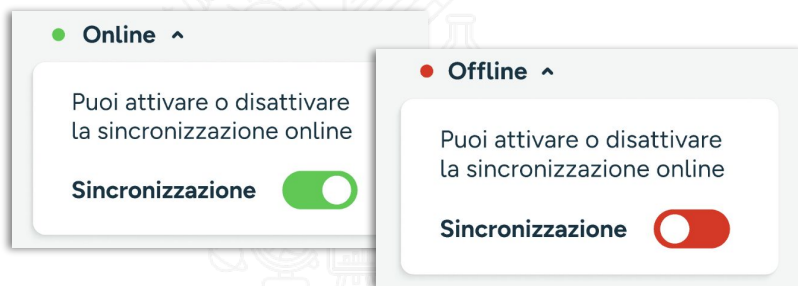 Online
Puoi attivare o disattivare
la sincronizzazione online
Sincronizzazione
Offline
Puoi attivare o disattivare
la sincronizzazione online
Sincronizzazione